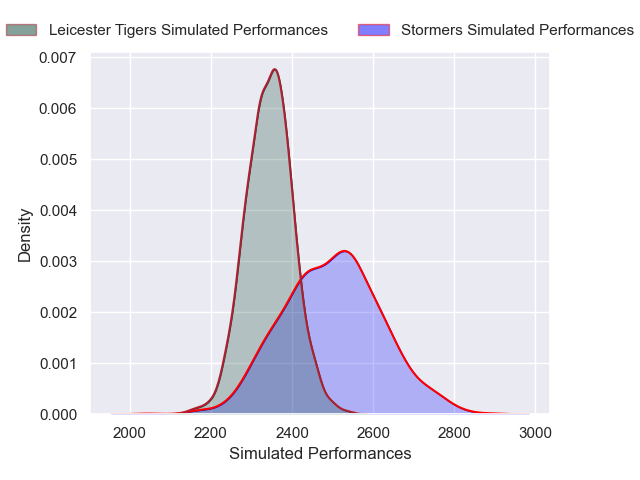 Leicester Tigers Simulated Performances Stormers Simulated Performances
0.007
0.006
0.005
0.004
0.003
0.002
0.001
0.000
Density
2000 2200 2400 2600 2800 3000
Simulated Performances